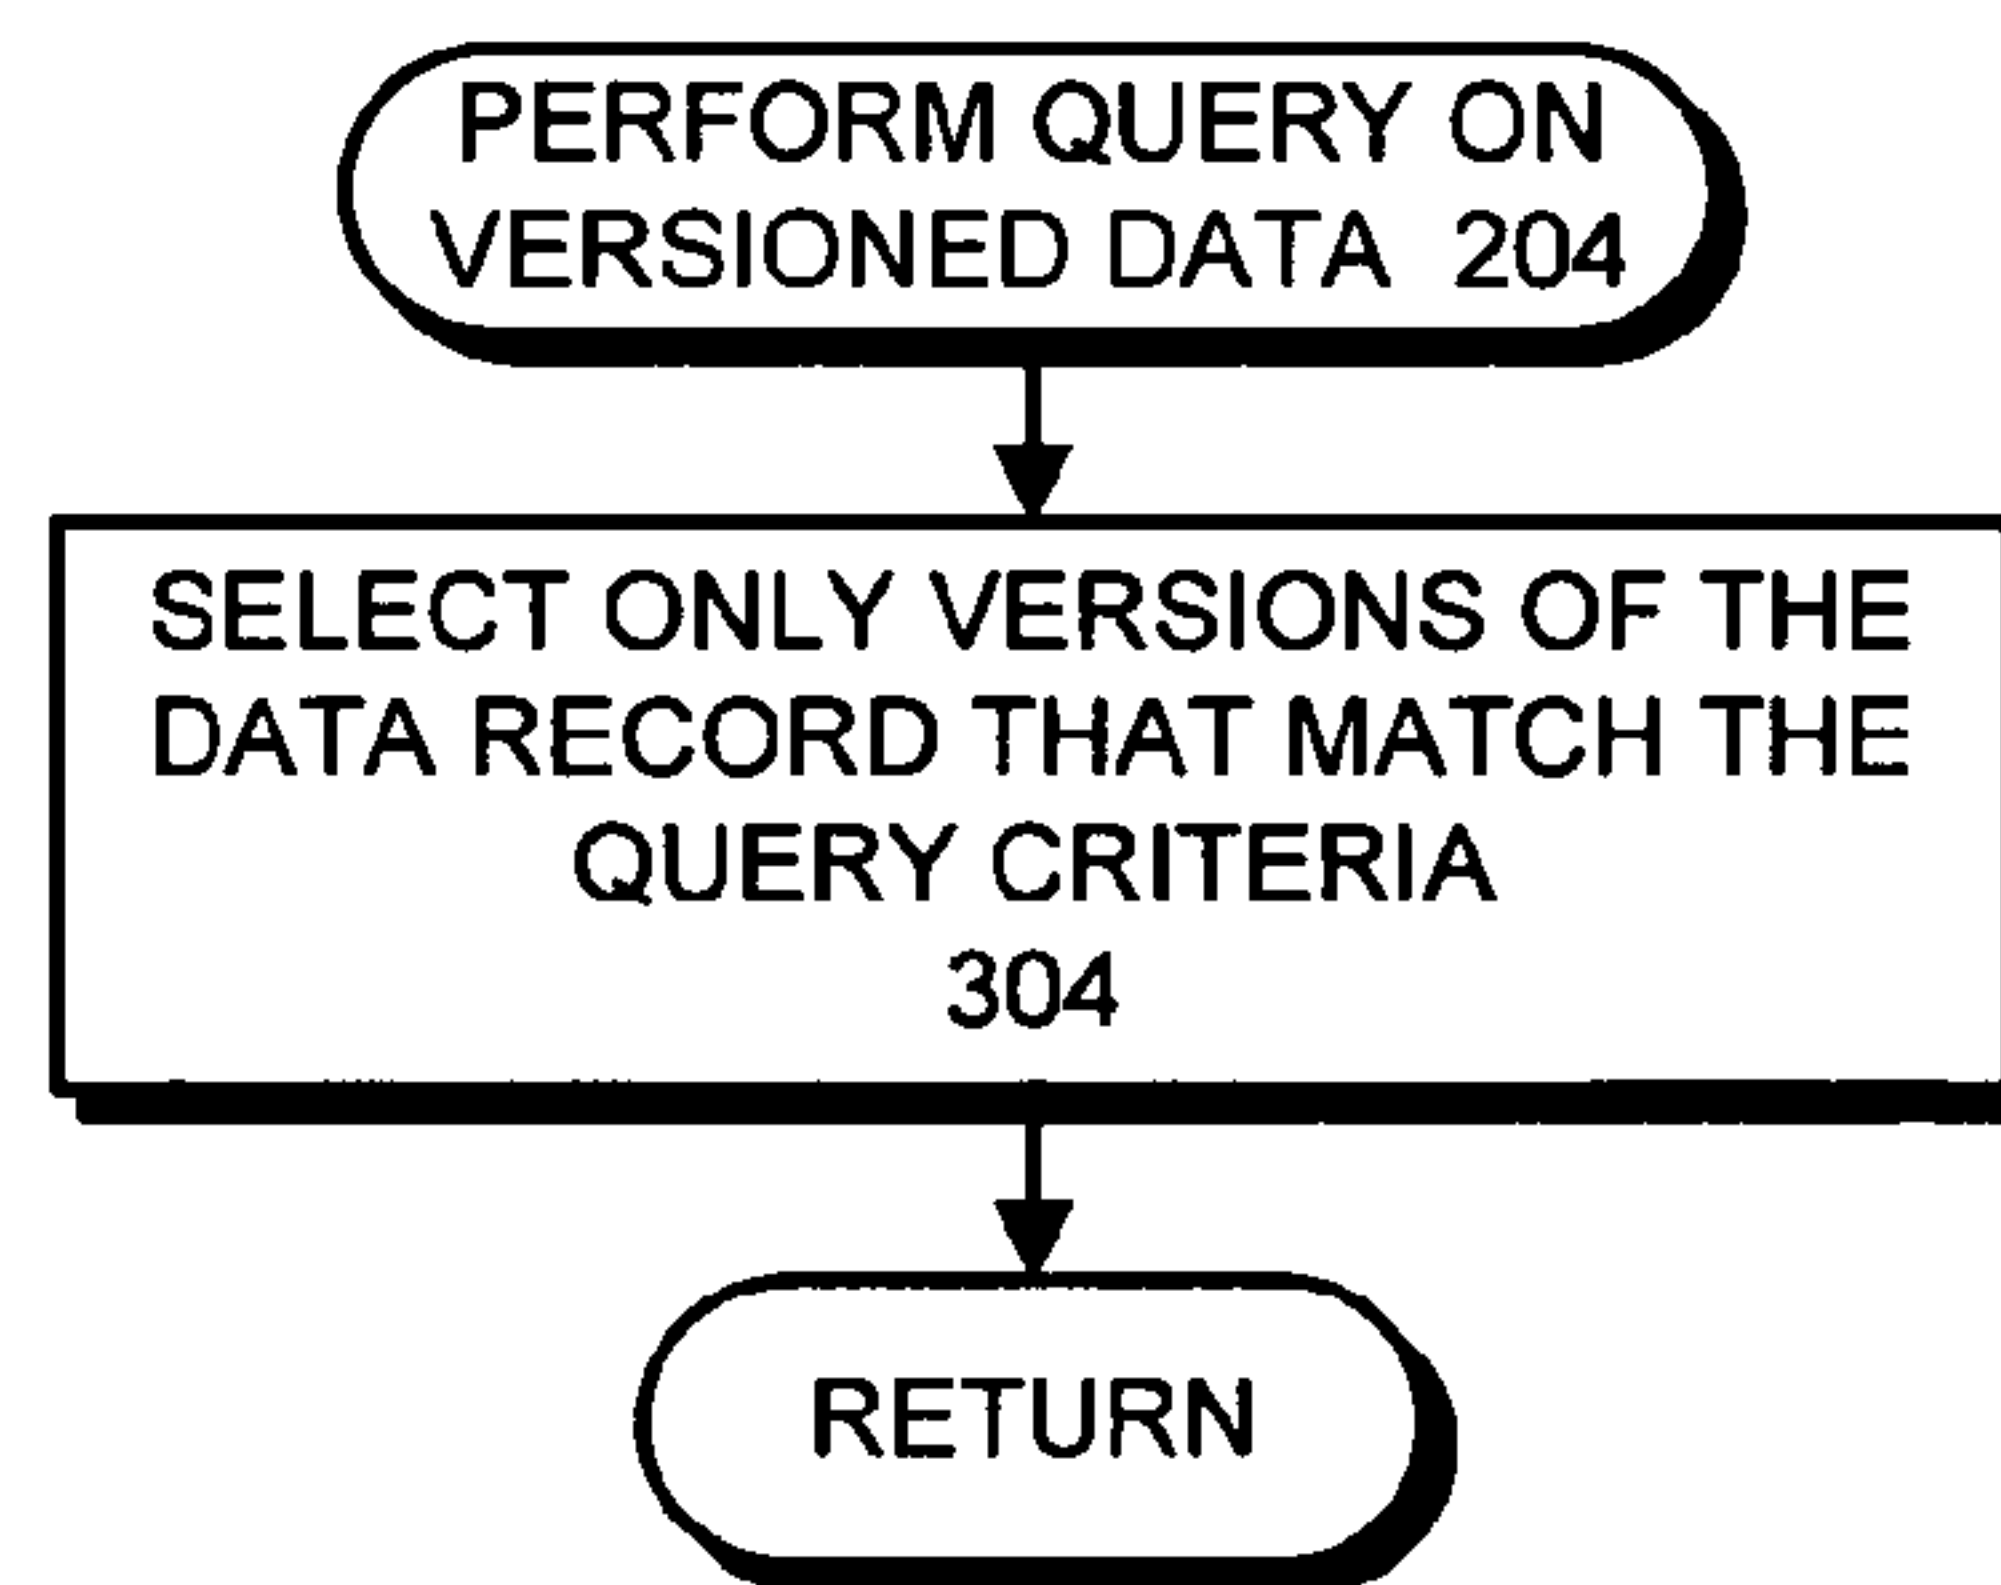 PERFORM QUERY ON
VERSIONED DATA 204
SELECT ONLY VERSIONS OF THE
DATA RECORD THAT MATCH THE
QUERY CRITERIA
304
RETURN